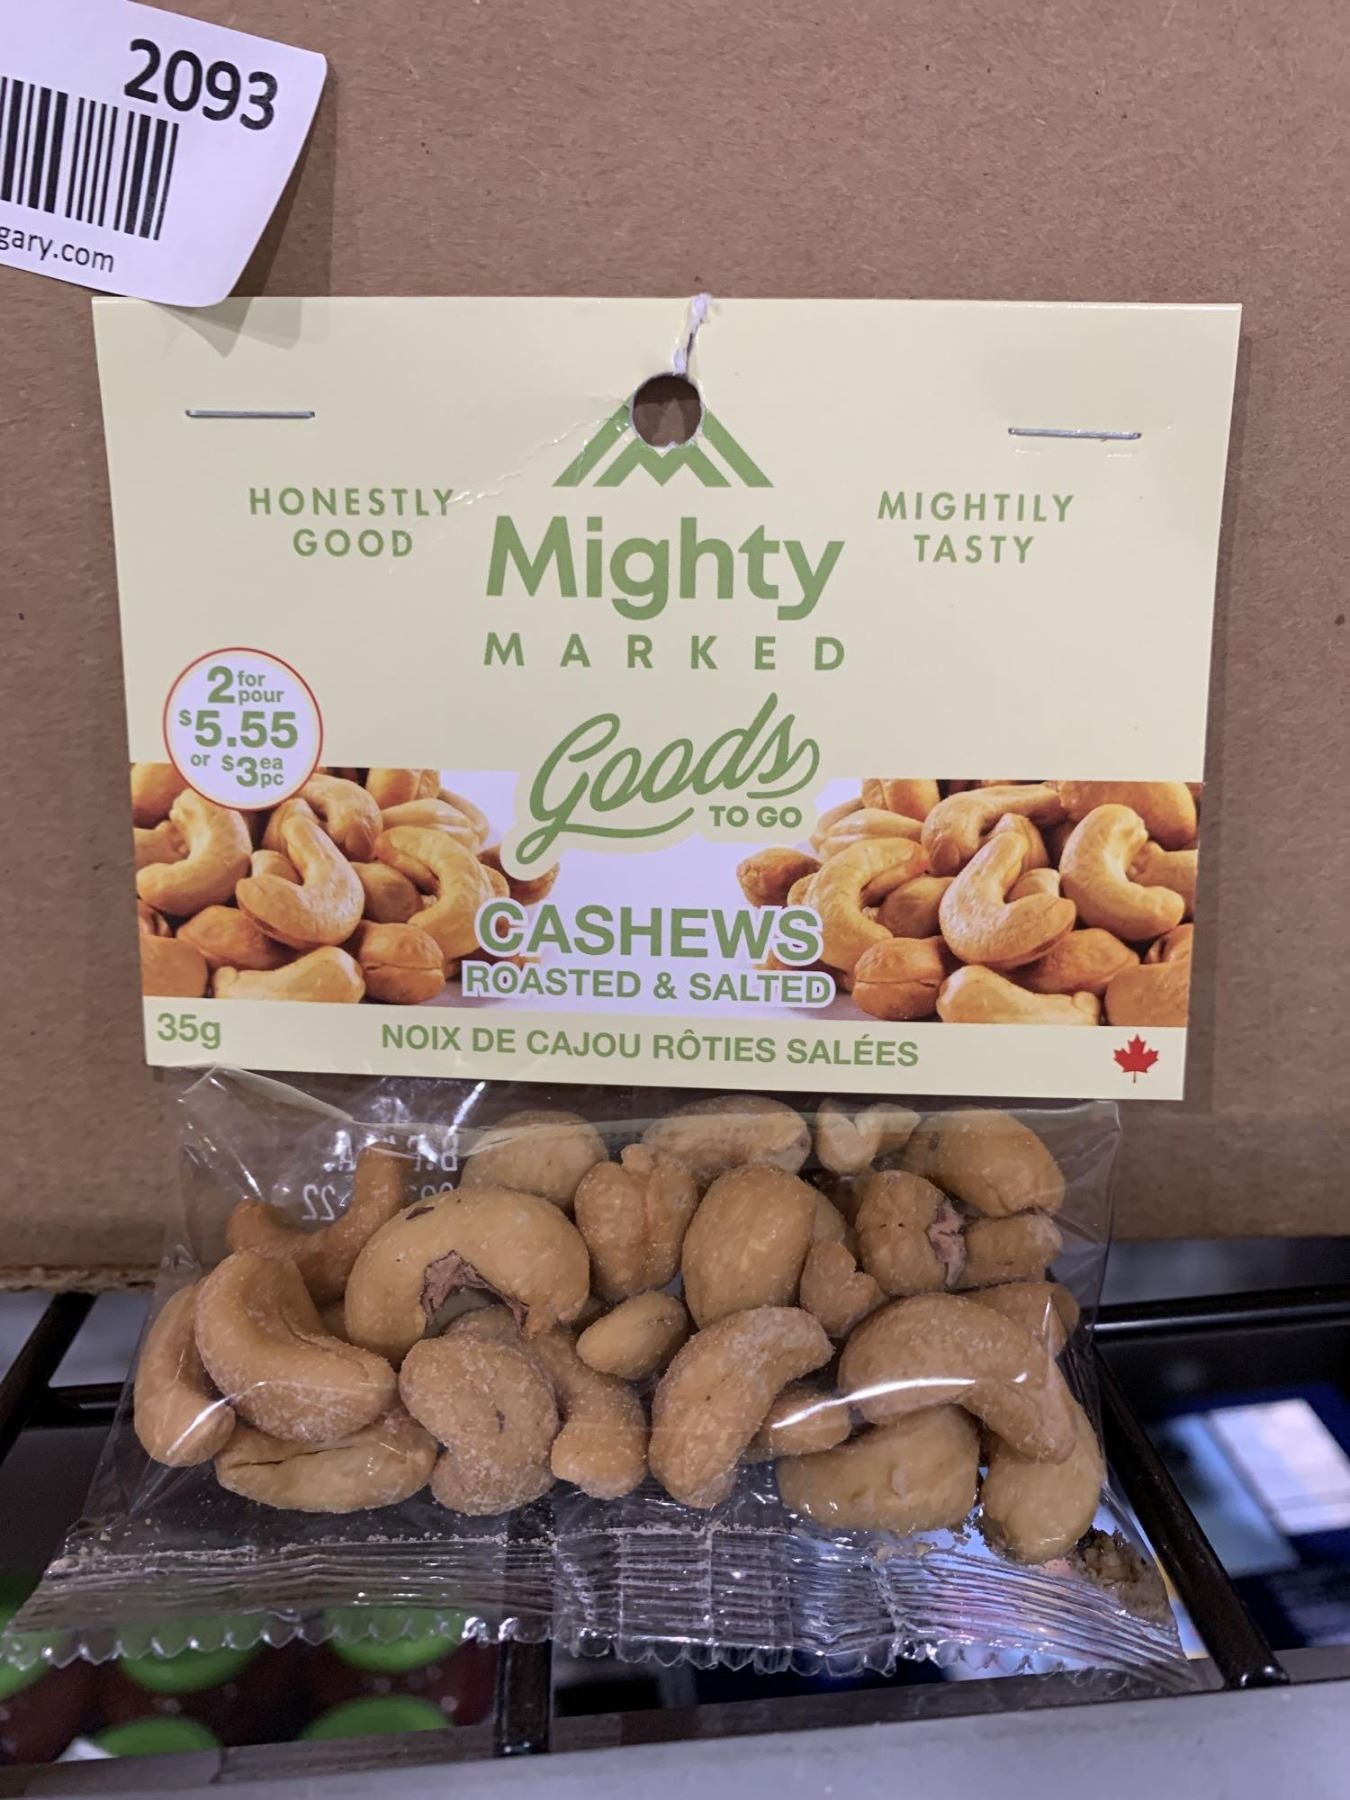 2093
gary.com
HONESTLY
GOOD
MIGHTILY
TASTY
Mighty
MARKED
Goods
TO GO
2 for
pour
$5.55
or $3 ea
pc
CASHEWS
ROASTED & SALTED
35g
NOIX DE CAJOU RÔTIES SALÉES